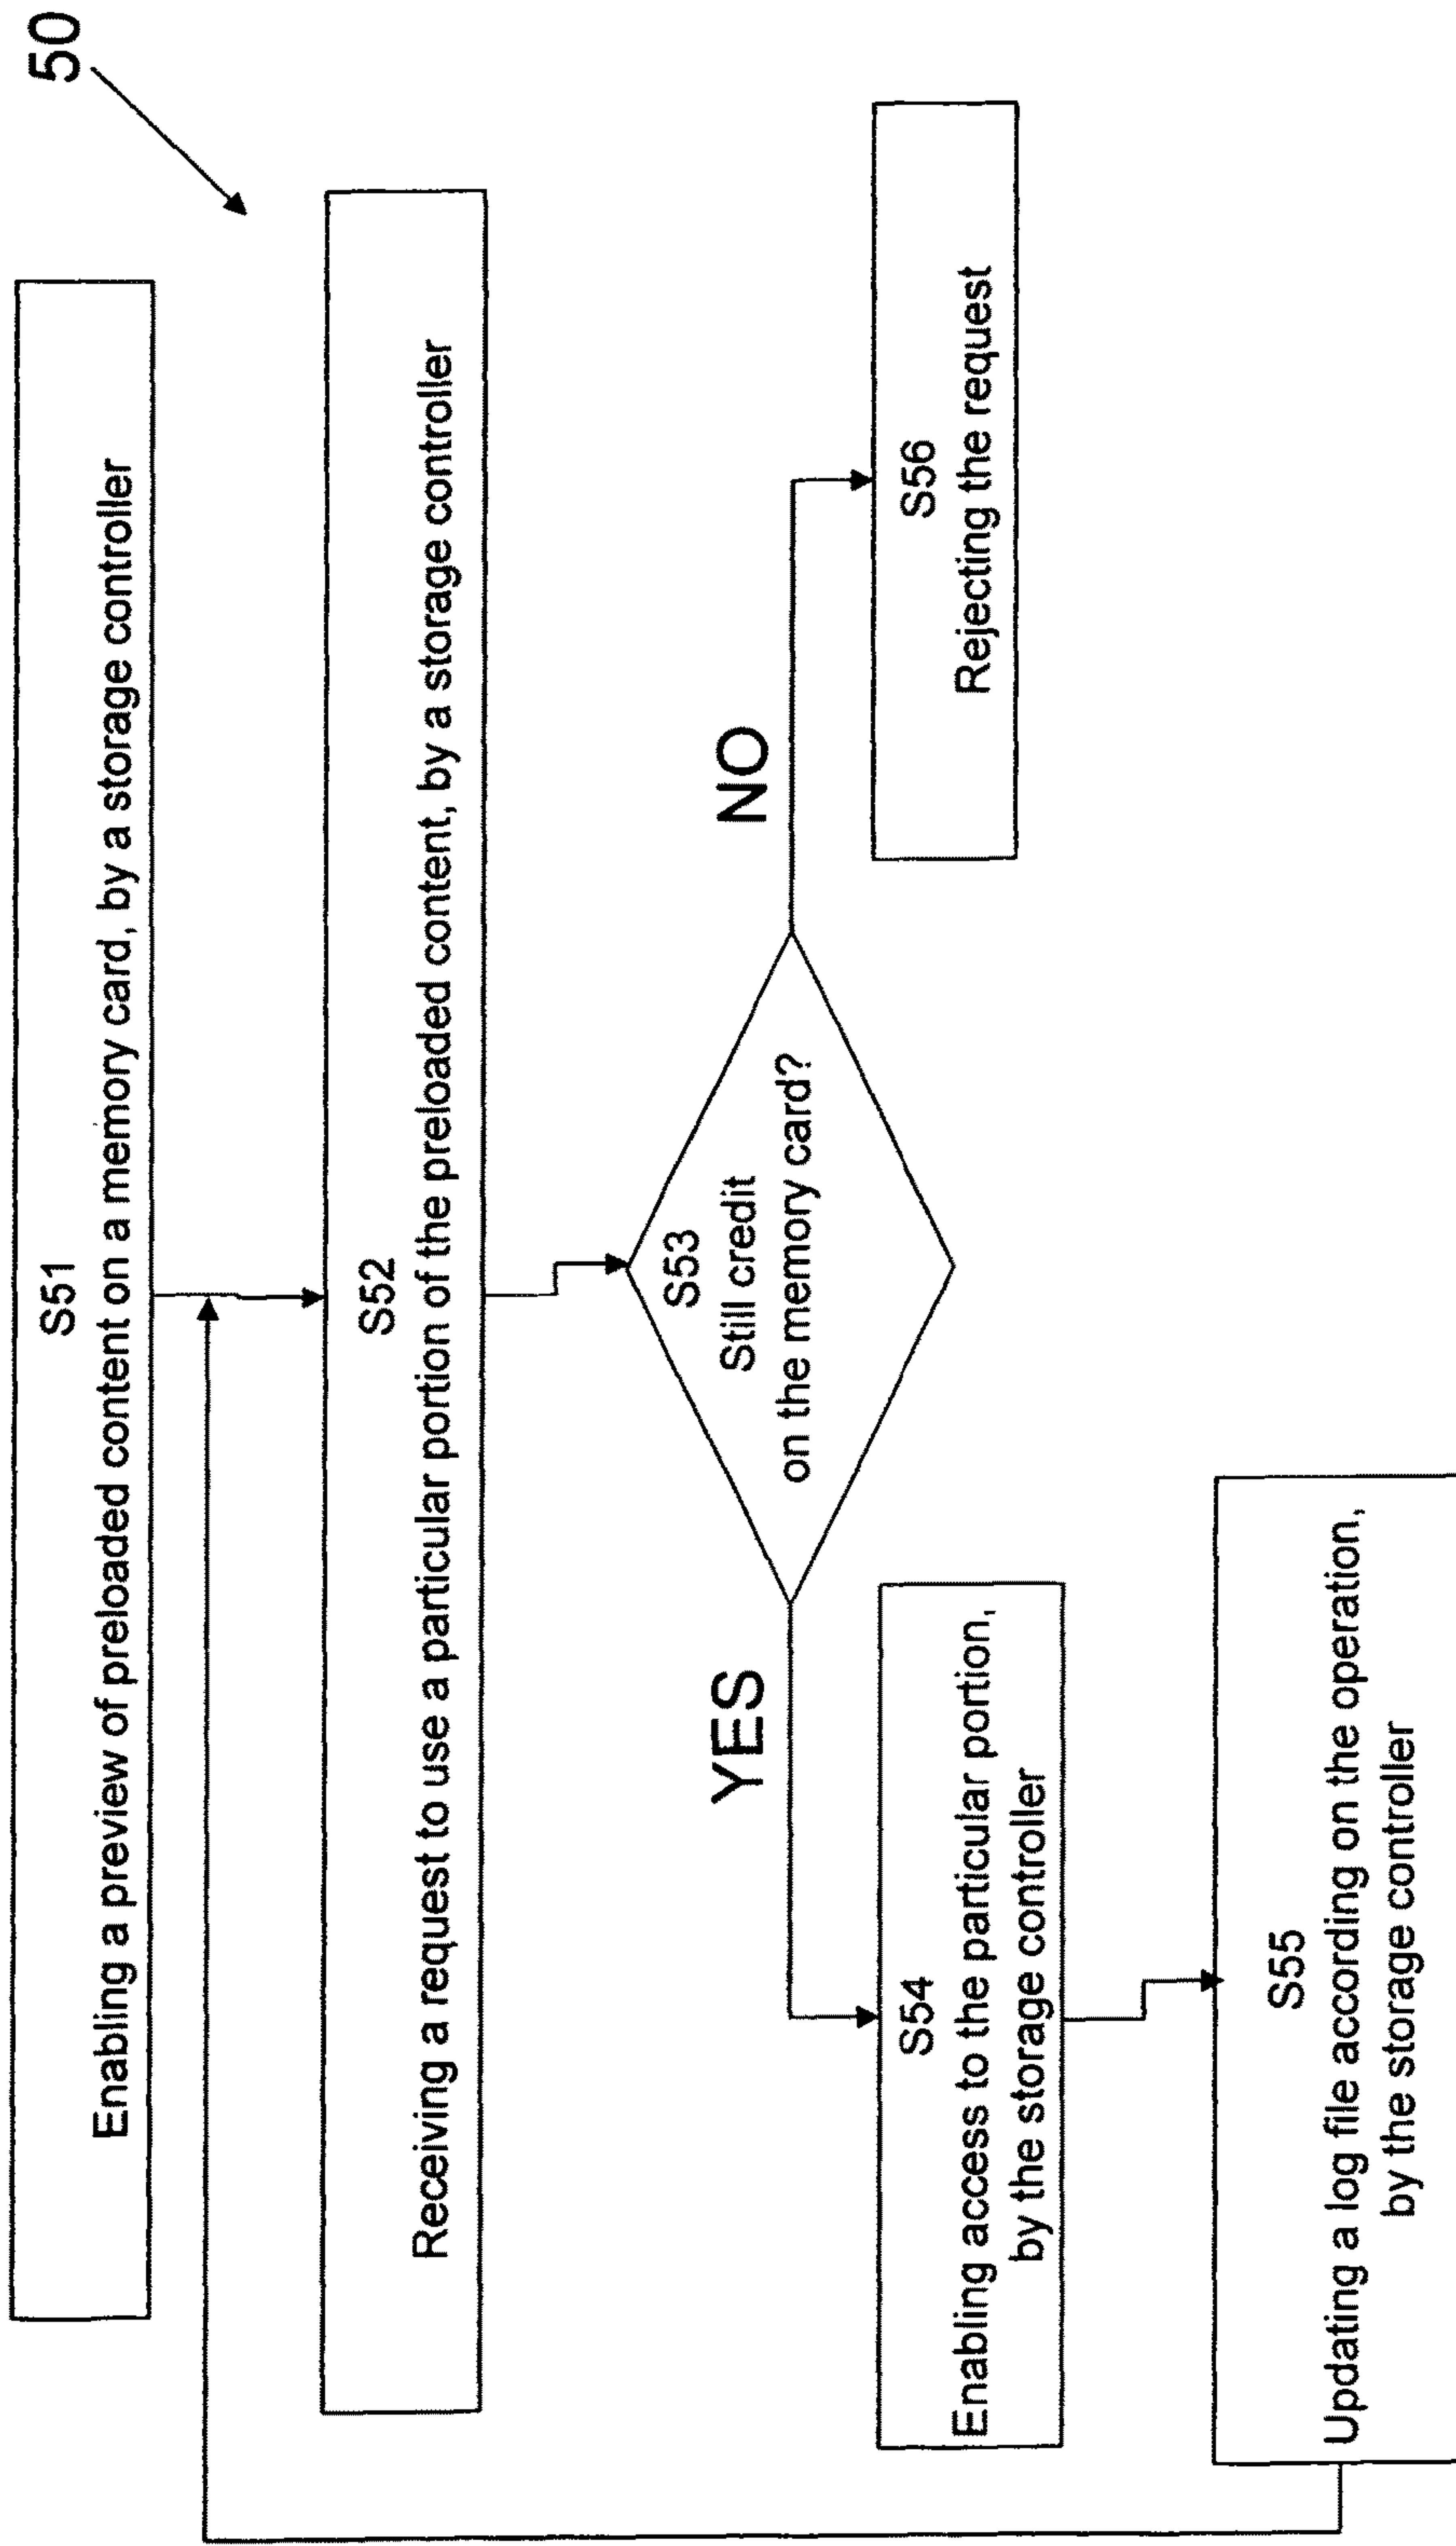 50
S51
Enabling a preview of preloaded content on a memory card, by a storage controller
S52
Receiving a request to use a particular portion of the preloaded content, by a storage controller
S53
Still credit
on the memory card?
YES
NO
S54
Enabling access to the particular portion,
by the storage controller
S56
Rejecting the request
S55
Updating a log file according on the operation,
by the storage controller